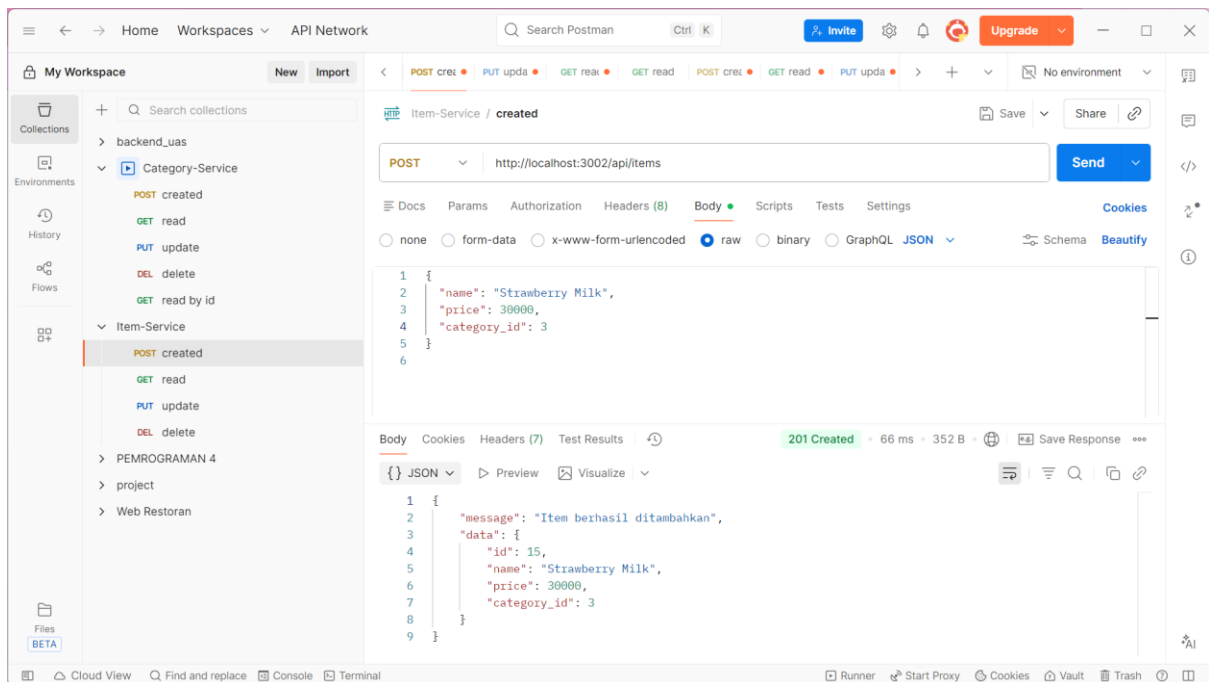 Home Workspaces API Network Search Postman Ctrl K Invite Upgrade
My Workspace New Import POST crea PUT upda GET read GET read POST crea GET read PUT upda No environment
Collections
Environments
History
Flows
Files
BETA
Search collections
backend_uas
Category-Service
POST created
GET read
PUT update
DEL delete
GET read by id
Item-Service
POST created
GET read
PUT update
DEL delete
PEMROGRAMAN 4
project
Web Restoran
HTTP Item-Service / created Save Share
POST http://localhost:3002/api/items Send
Docs Params Authorization Headers (8) Body Scripts Tests Settings Cookies
none form-data x-www-form-urlencoded raw binary GraphQL JSON Schema Beautify
1 {
2 "name": "Strawberry Milk",
3 "price": 30000,
4 "category_id": 3
5 }
6
Body Cookies Headers (7) Test Results 201 Created 66 ms 352 B e.g. Save Response
{} JSON Preview Visualize
1 {
2 "message": "Item berhasil ditambahkan",
3 "data": {
4 "id": 15,
5 "name": "Strawberry Milk",
6 "price": 30000,
7 "category_id": 3
8 }
9 }
AI
Cloud View Find and replace Console Terminal Runner Start Proxy Cookies Vault Trash